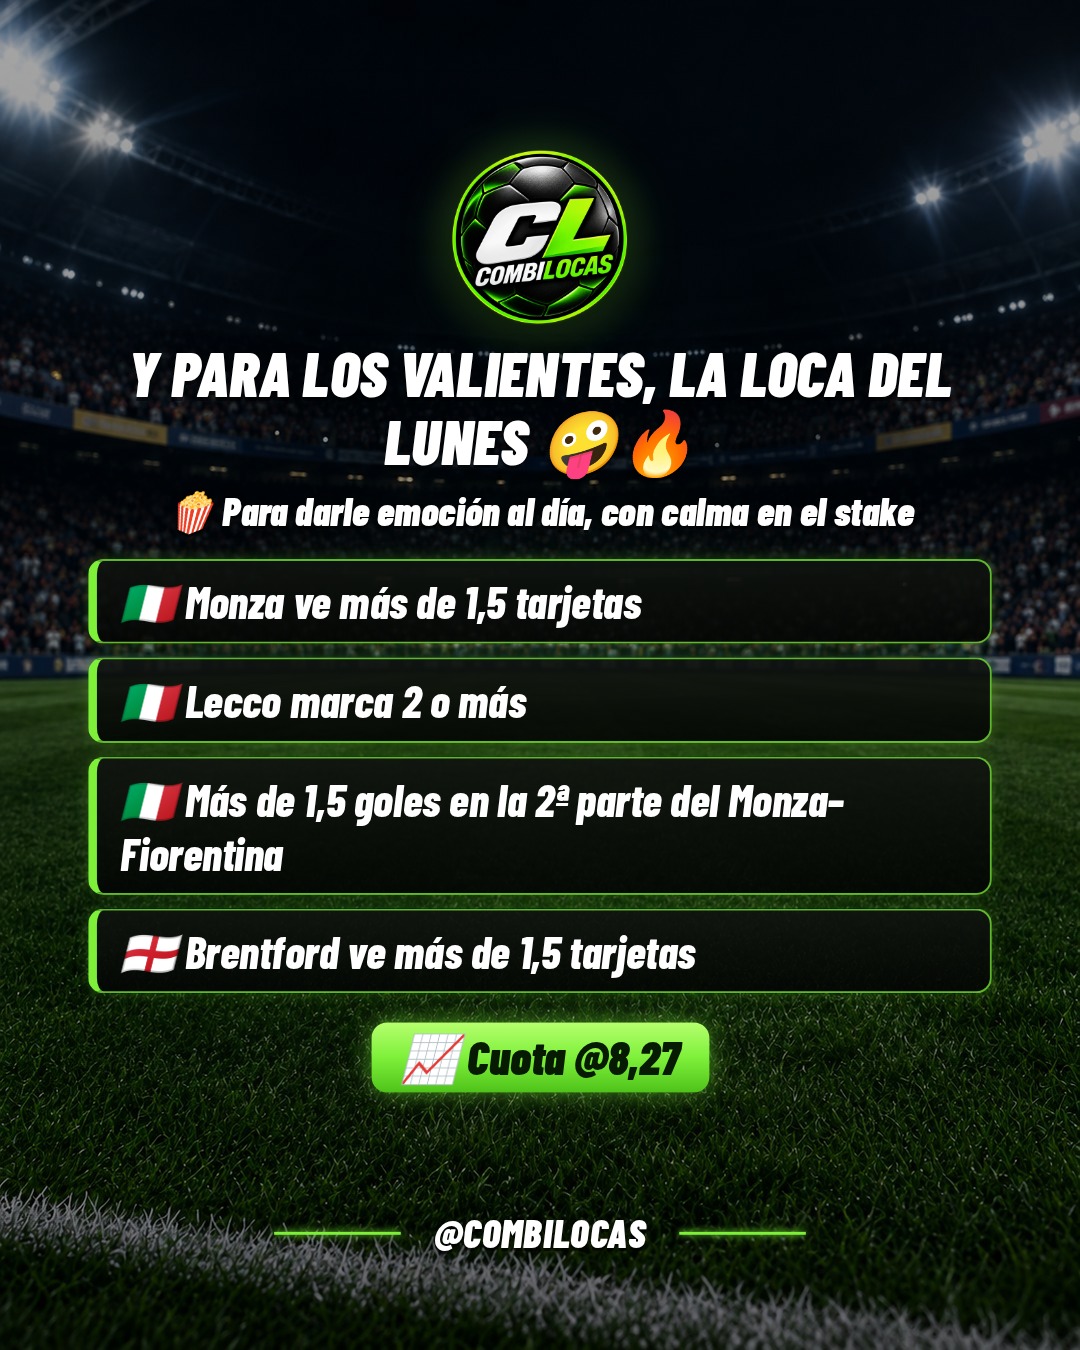 CL
COMBILOCAS
Y PARA LOS VALIENTES, LA LOCA DEL
LUNES 🤪🔥
🍿 Para darle emoción al día, con calma en el stake
🇮🇹 Monza ve más de 1,5 tarjetas
🇮🇹 Lecco marca 2 o más
🇮🇹 Más de 1,5 goles en la 2ª parte del Monza-
Fiorentina
🏴󠁧󠁢󠁥󠁮󠁧󠁿 Brentford ve más de 1,5 tarjetas
📈 Cuota @8,27
@COMBILOCAS